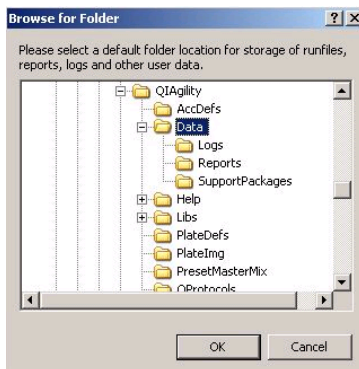 Browse for Folder
Please select a default folder location for storage of runfiles,
reports, logs and other user data.
QIAgility
AccDefs
Data
Logs
Reports
SupportPackages
Help
Libs
PlateDefs
PlateImg
PresetMasterMix
QProtocols
OK
Cancel